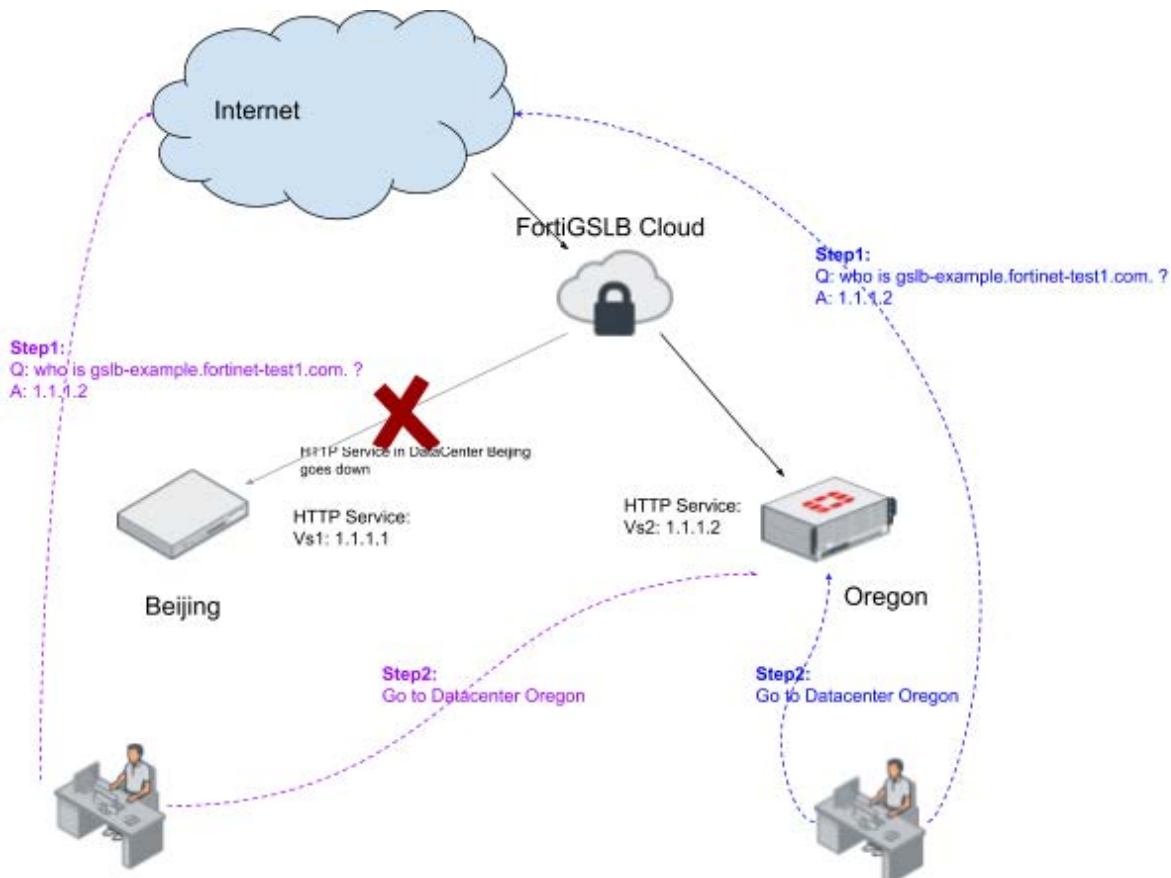 Internet
FortiGSLB Cloud
Step1:
Q: who is gslb-example.fortinet-test1.com. ?
A: 1.1.1.2
Step1:
Q: who is gslb-example.fortinet-test1.com. ?
A: 1.1.1.2
HTTP Service in DataCenter Beijing
goes down
HTTP Service:
Vs1: 1.1.1.1
HTTP Service:
Vs2: 1.1.1.2
Beijing
Oregon
Step2:
Go to Datacenter Oregon
Step2:
Go to Datacenter Oregon